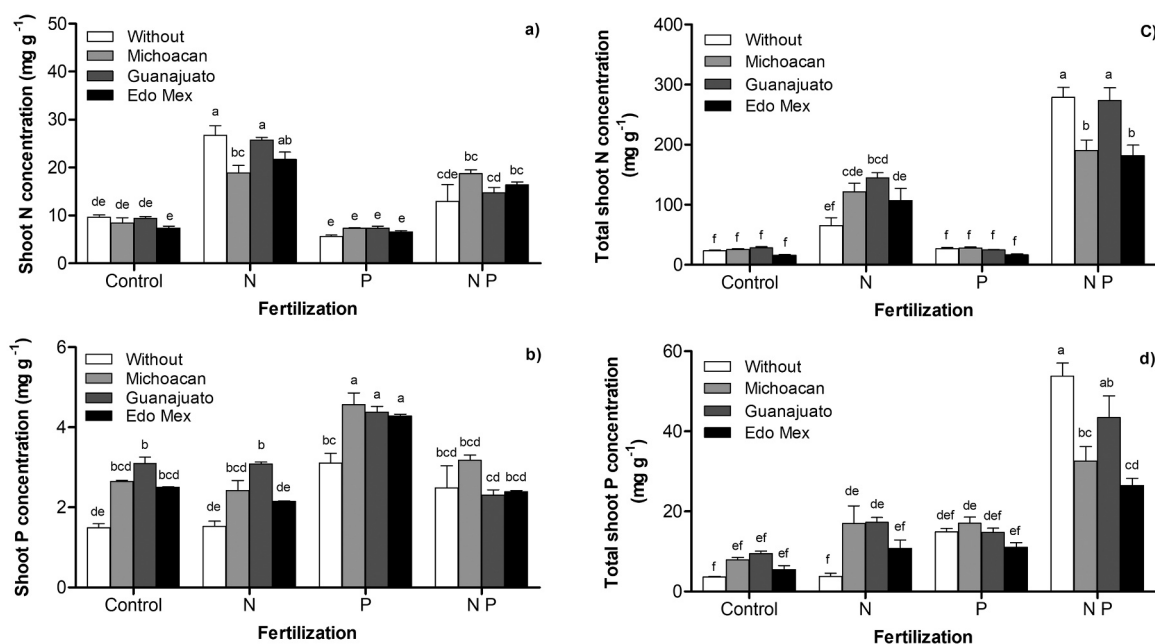 a)
Shoot N concentration (mg g⁻¹)
50
40
30
20
10
0
Without
Michoacan
Guanajuato
Edo Mex
de de de e
a bc a ab
e e e e
cde bc cd bc
Control N P N P
Fertilization
C)
Total shoot N concentration
(mg g⁻¹)
400
300
200
100
0
Without
Michoacan
Guanajuato
Edo Mex
f f f f
ef cde bcd de
f f f f
a b a b
Control N P N P
Fertilization
b)
Shoot P concentration (mg g⁻¹)
6
4
2
0
Without
Michoacan
Guanajuato
Edo Mex
de bcd b bcd
de bcd b de
bc a a a
bcd bcd cd bcd
Control N P N P
Fertilization
d)
Total shoot P concentration
(mg g⁻¹)
60
40
20
0
Without
Michoacan
Guanajuato
Edo Mex
f ef ef ef
f de de ef
def de def ef
a bc ab cd
Control N P N P
Fertilization